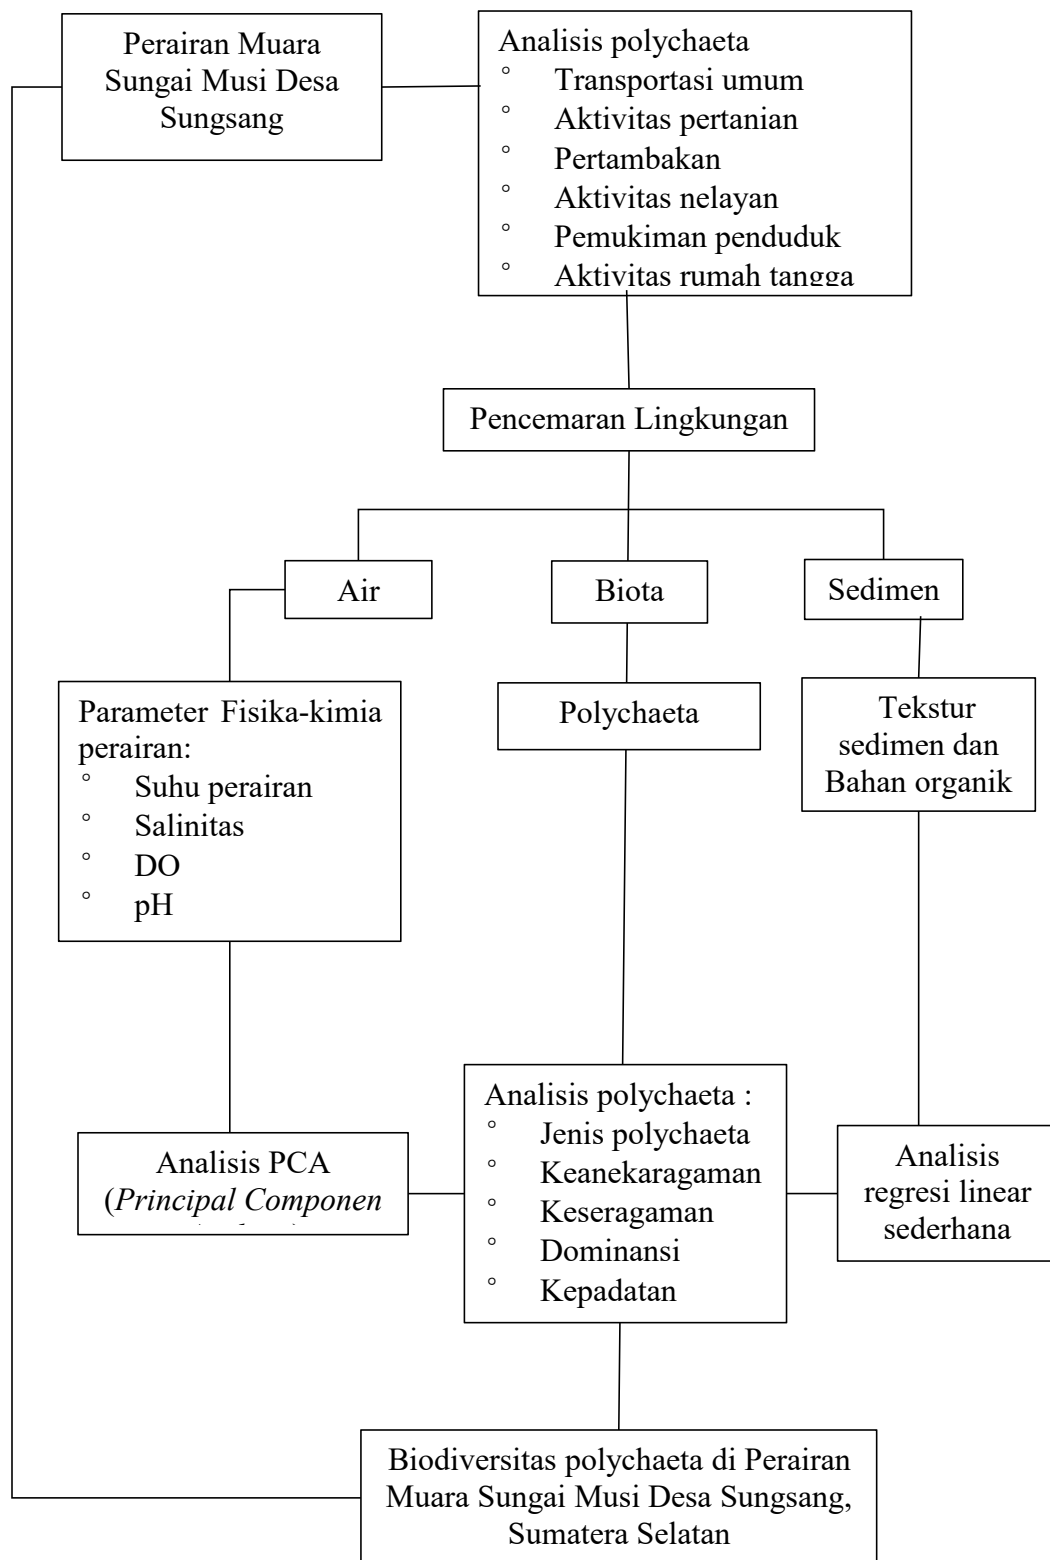 Perairan Muara
Sungai Musi Desa
Sungsang
Analisis polychaeta
° Transportasi umum
° Aktivitas pertanian
° Pertambakan
° Aktivitas nelayan
° Pemukiman penduduk
° Aktivitas rumah tangga
Pencemaran Lingkungan
Air
Biota
Sedimen
Parameter Fisika-kimia
perairan:
° Suhu perairan
° Salinitas
° DO
° pH
Polychaeta
Tekstur
sedimen dan
Bahan organik
Analisis PCA
(Principal Componen
Analisis polychaeta :
° Jenis polychaeta
° Keanekaragaman
° Keseragaman
° Dominansi
° Kepadatan
Analisis
regresi linear
sederhana
Biodiversitas polychaeta di Perairan
Muara Sungai Musi Desa Sungsang,
Sumatera Selatan